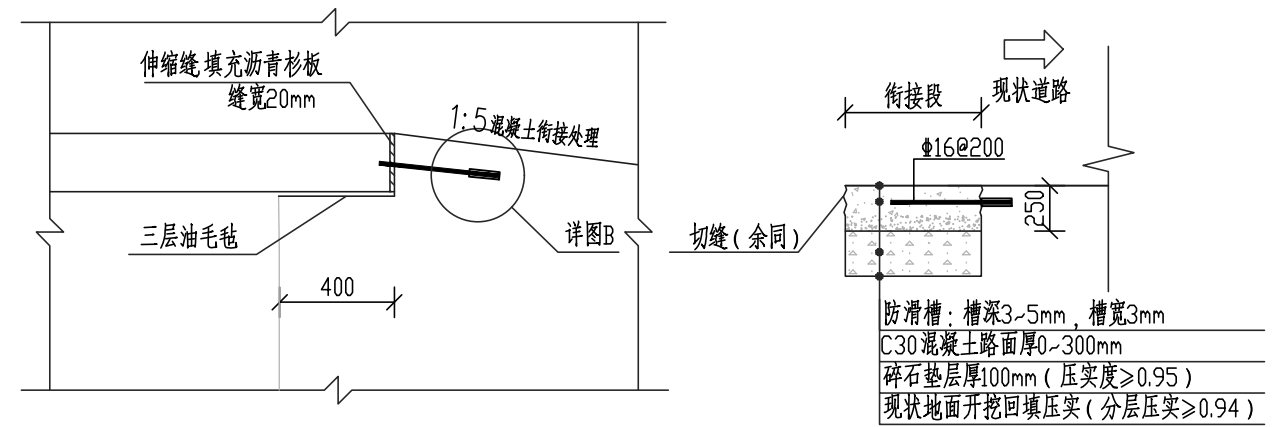 伸缩缝填充沥青杉板
缝宽20mm
1:5混凝土衔接处理
三层油毛毡
详图B
400
衔接段
现状道路
Φ16@200
250
切缝(余同)
防滑槽:槽深3~5mm,槽宽3mm
C30混凝土路面厚0~300mm
碎石垫层厚100mm(压实度≥0.95)
现状地面开挖回填压实(分层压实≥0.94)